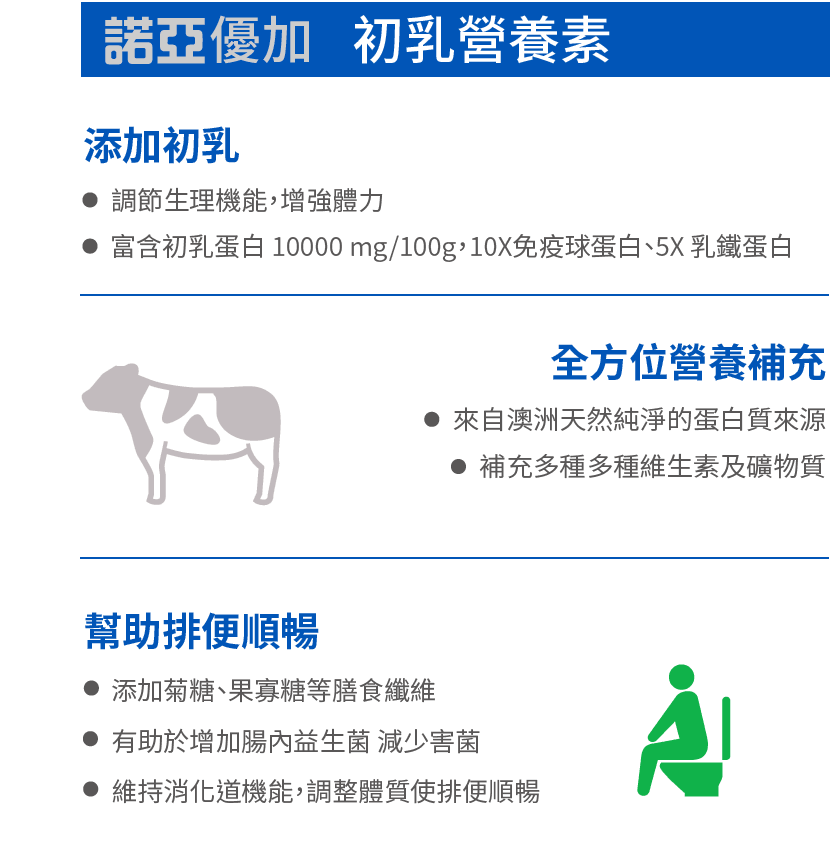 諾亞優加 初乳營養素
添加初乳
● 調節生理機能,增強體力
● 富含初乳蛋白 10000 mg/100g,10X免疫球蛋白、5X 乳鐵蛋白
全方位營養補充
● 來自澳洲天然純淨的蛋白質來源
● 補充多種多種維生素及礦物質
幫助排便順暢
● 添加菊糖、果寡糖等膳食纖維
● 有助於增加腸內益生菌 減少害菌
● 維持消化道機能,調整體質使排便順暢